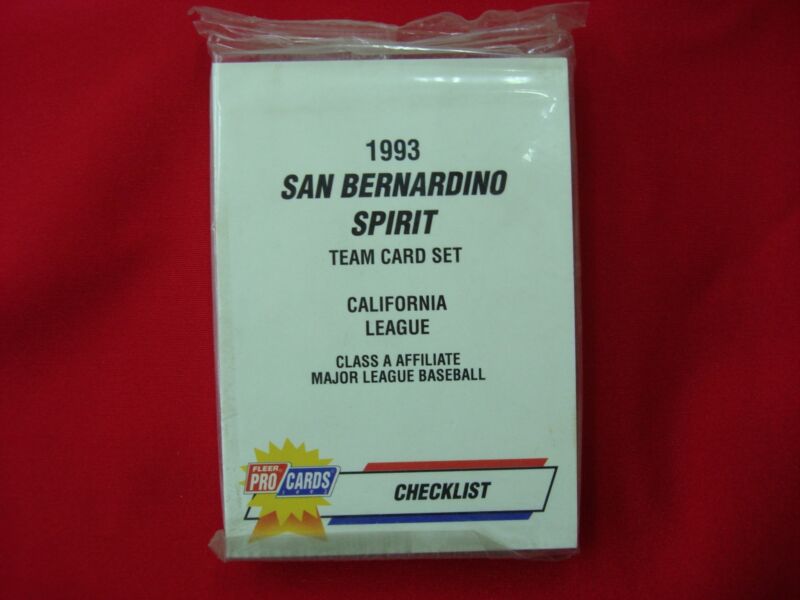 1993
SAN BERNARDINO
SPIRIT
TEAM CARD SET
CALIFORNIA
LEAGUE
CLASS A AFFILIATE
MAJOR LEAGUE BASEBALL
FLEER
PRO CARDS
CHECKLIST